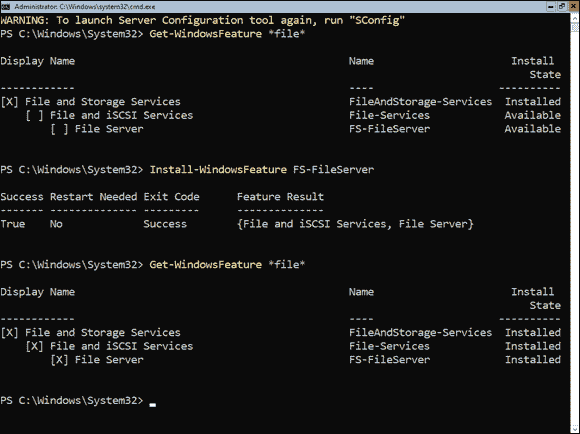 Administrator: C:\Windows\system32\cmd.exe
WARNING: To launch Server Configuration tool again, run "SConfig"
PS C:\Windows\System32> Get-WindowsFeature *file*
Display Name Name Install
State
------------ ---- ----------
[X] File and Storage Services FileAndStorage-Services Installed
[ ] File and iSCSI Services File-Services Available
[ ] File Server FS-FileServer Available
PS C:\Windows\System32> Install-WindowsFeature FS-FileServer
Success Restart Needed Exit Code Feature Result
------- -------------- --------- --------------
True No Success {File and iSCSI Services, File Server}
PS C:\Windows\System32> Get-WindowsFeature *file*
Display Name Name Install
State
------------ ---- ----------
[X] File and Storage Services FileAndStorage-Services Installed
[X] File and iSCSI Services File-Services Installed
[X] File Server FS-FileServer Installed
PS C:\Windows\System32>